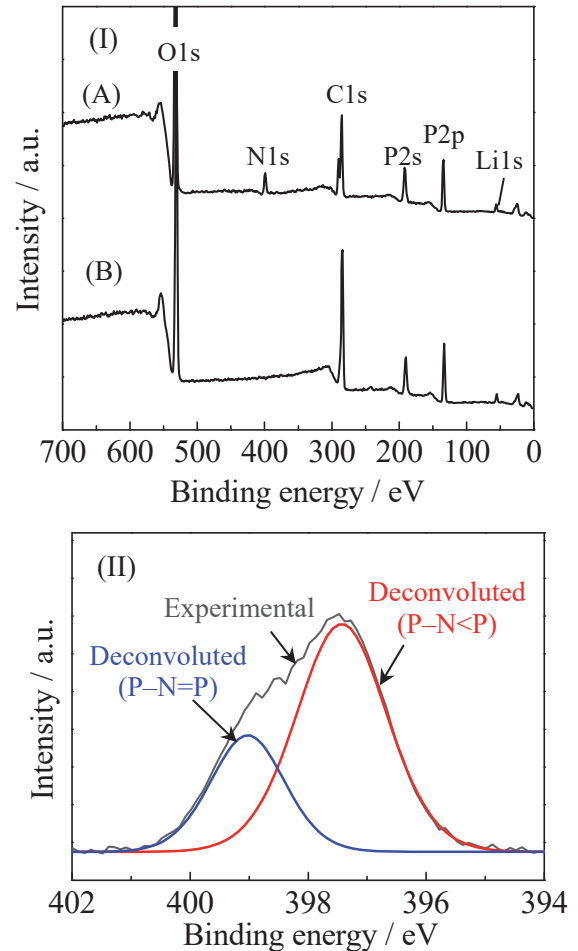 (I)
O1s
(A)
C1s
N1s
P2s
P2p
Li1s
(B)
Intensity / a.u.
700 600 500 400 300 200 100 0
Binding energy / eV
(II)
Experimental
Deconvoluted
(P–N<P)
Deconvoluted
(P–N=P)
Intensity / a.u.
402 400 398 396 394
Binding energy / eV